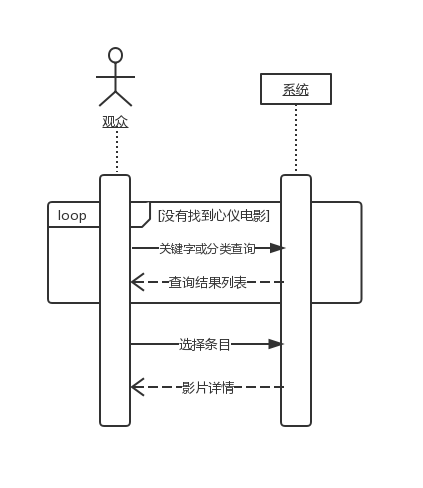 系统
观众
loop
[没有找到心仪电影]
关键字或分类查询
查询结果列表
选择条目
影片详情